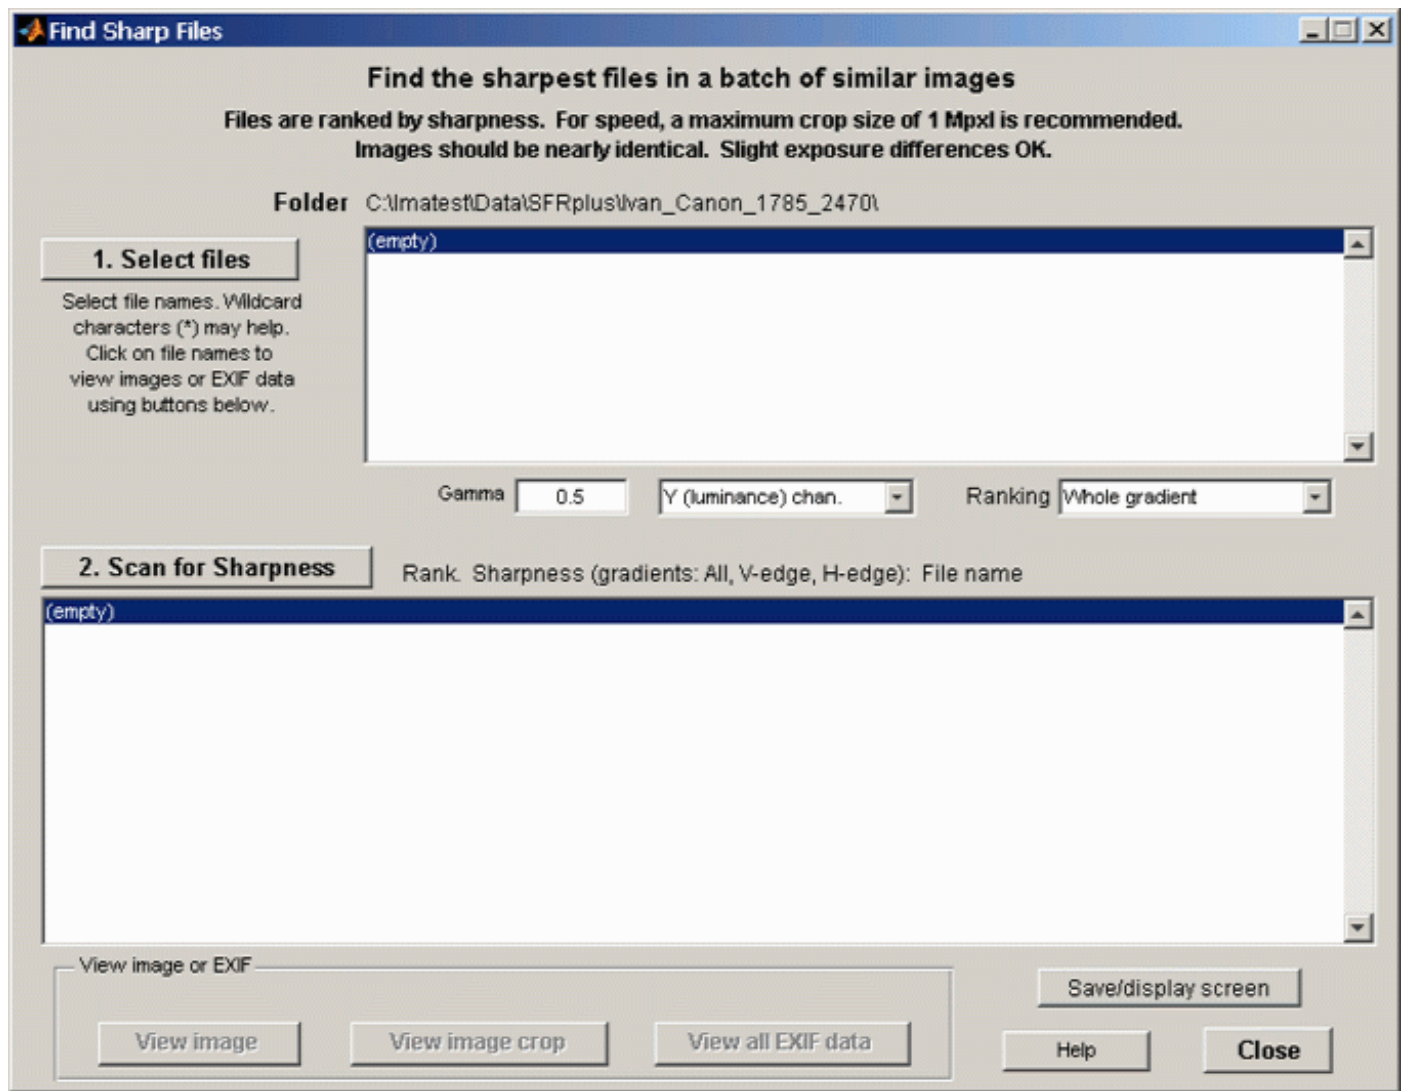 Find Sharp Files
Find the sharpest files in a batch of similar images
Files are ranked by sharpness. For speed, a maximum crop size of 1 Mpxl is recommended.
Images should be nearly identical. Slight exposure differences OK.
Folder C:\Imatest\Data\SFRplus\Ivan_Canon_1785_2470\
1. Select files
(empty)
Select file names. Wildcard
characters (*) may help.
Click on file names to
view images or EXIF data
using buttons below.
Gamma 0.5 Y (luminance) chan. Ranking Whole gradient
2. Scan for Sharpness Rank. Sharpness (gradients: All, V-edge, H-edge): File name
(empty)
View image or EXIF
View image View image crop View all EXIF data
Save/display screen
Help Close